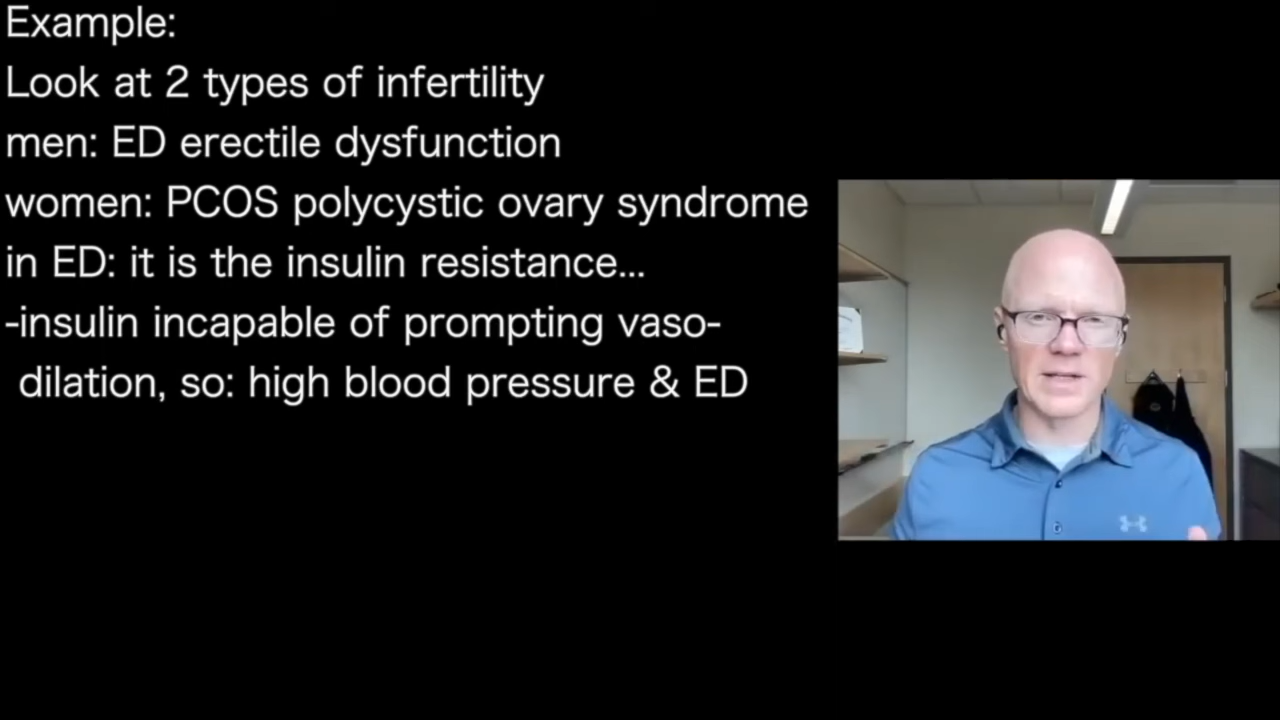 Example:
Look at 2 types of infertility
men: ED erectile dysfunction
women: PCOS polycystic ovary syndrome
in ED: it is the insulin resistance...
-insulin incapable of prompting vaso-
dilation, so: high blood pressure & ED